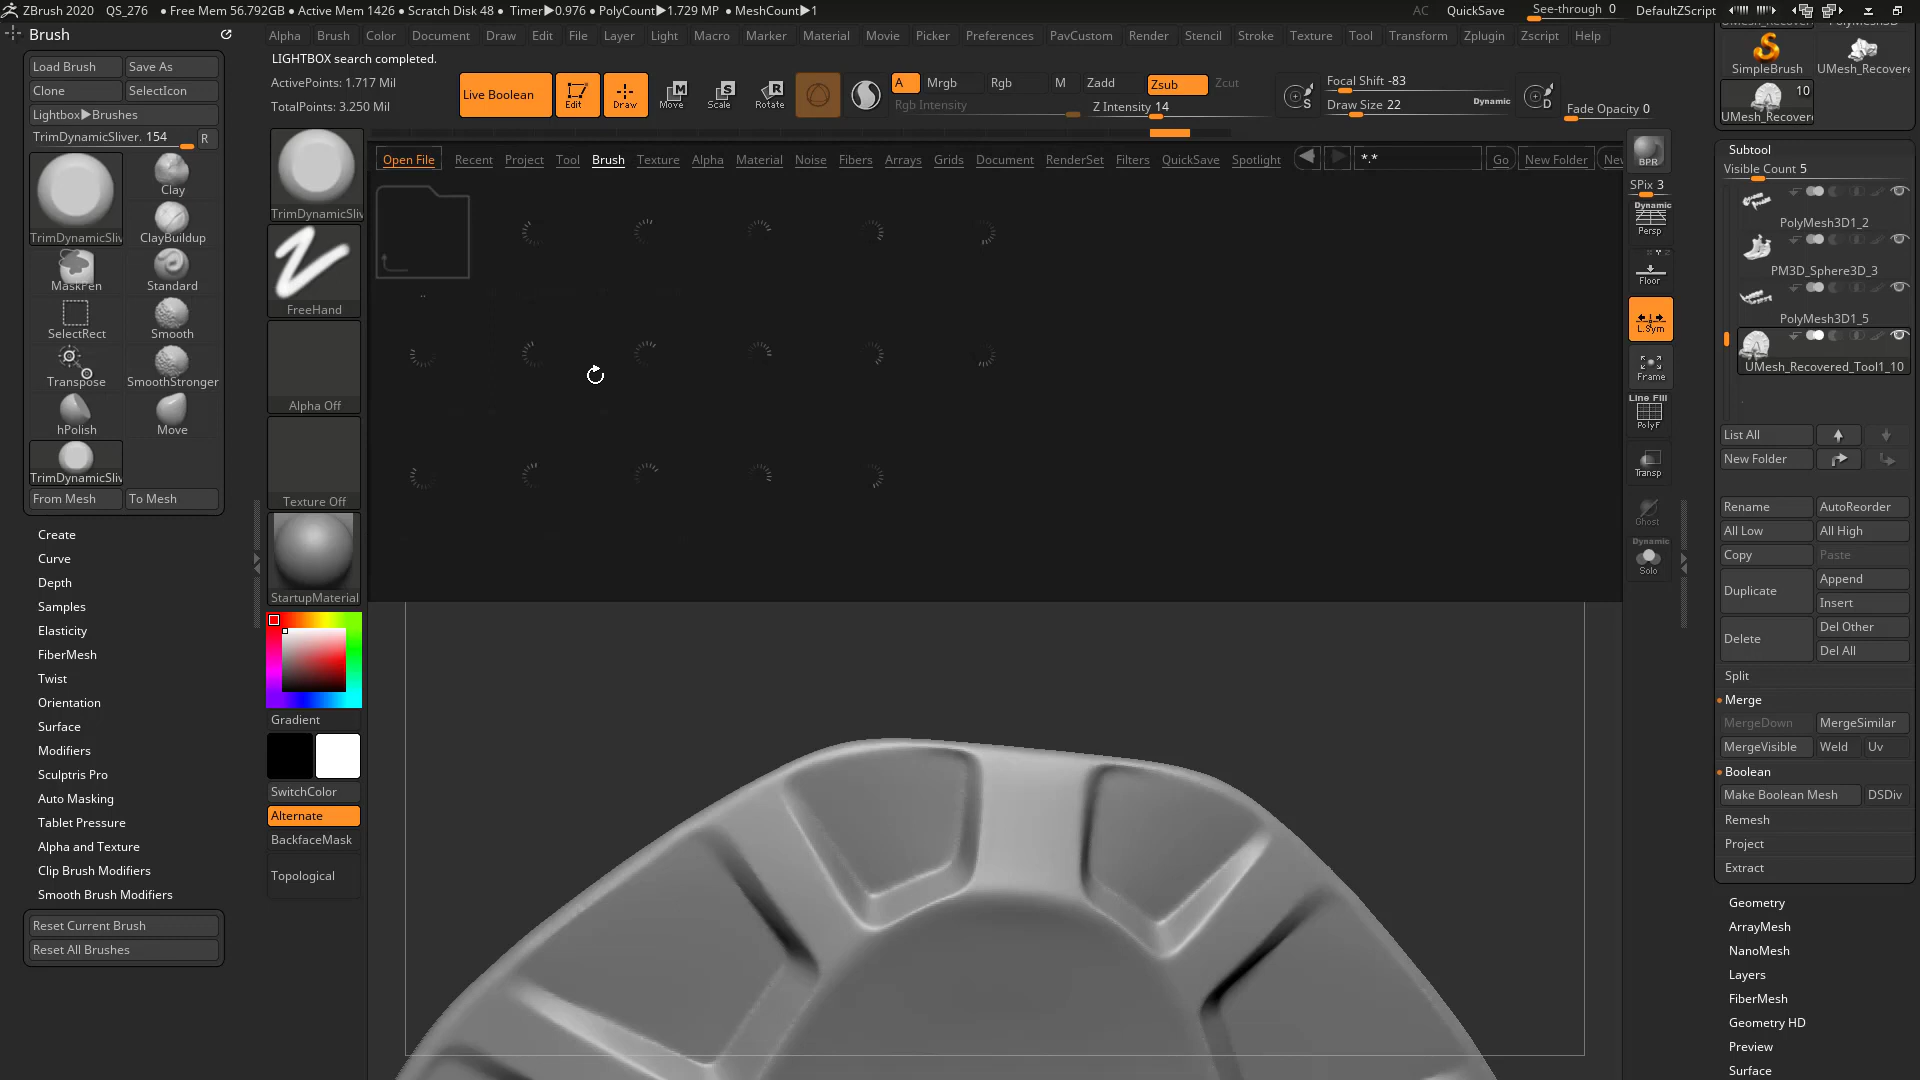 ZBrush 2020 QS_276 • Free Mem 56.792GB • Active Mem 1426 • Scratch Disk 48 • Timer▶0.976 • PolyCount▶1.729 MP • MeshCount▶1 AC QuickSave See-through 0 DefaultZScript
Brush
Load Brush Save As
Clone SelectIcon
Lightbox▶Brushes
TrimDynamicSliver. 154 R
TrimDynamicSliv Clay
ClayBuildup
MaskPen Standard
SelectRect Smooth
Transpose SmoothStronger
hPolish Move
TrimDynamicSliv
From Mesh To Mesh
Create
Curve
Depth
Samples
Elasticity
FiberMesh
Twist
Orientation
Surface
Modifiers
Sculptris Pro
Auto Masking
Tablet Pressure
Alpha and Texture
Clip Brush Modifiers
Smooth Brush Modifiers
Reset Current Brush
Reset All Brushes
Alpha Brush Color Document Draw Edit File Layer Light Macro Marker Material Movie Picker Preferences PavCustom Render Stencil Stroke Texture Tool Transform Zplugin Zscript Help
LIGHTBOX search completed.
ActivePoints: 1.717 Mil
TotalPoints: 3.250 Mil
Live Boolean Edit Draw Move Scale Rotate
A Mrgb Rgb M Zadd Zsub Zcut
Rgb Intensity Z Intensity 14
S Focal Shift -83
Draw Size 22 Dynamic D Fade Opacity 0
Open File Recent Project Tool Brush Texture Alpha Material Noise Fibers Arrays Grids Document RenderSet Filters QuickSave Spotlight *.* Go New Folder New
..
TrimDynamicSliv
FreeHand
Alpha Off
Texture Off
StartupMaterial
Gradient
SwitchColor
Alternate
BackfaceMask
Topological
BPR
SPix 3
Dynamic
Persp
Floor
L.Sym
Frame
Line Fill
PolyF
Transp
Ghost
Dynamic
Solo
SimpleBrush UMesh_Recovere
10
UMesh_Recovere
Subtool
Visible Count 5
PolyMesh3D1_2
PM3D_Sphere3D_3
PolyMesh3D1_5
UMesh_Recovered_Tool1_10
List All
New Folder
Rename AutoReorder
All Low All High
Copy Paste
Duplicate Append
Insert
Delete Del Other
Del All
Split
Merge
MergeDown MergeSimilar
MergeVisible Weld Uv
Boolean
Make Boolean Mesh DSDiv
Remesh
Project
Extract
Geometry
ArrayMesh
NanoMesh
Layers
FiberMesh
Geometry HD
Preview
Surface